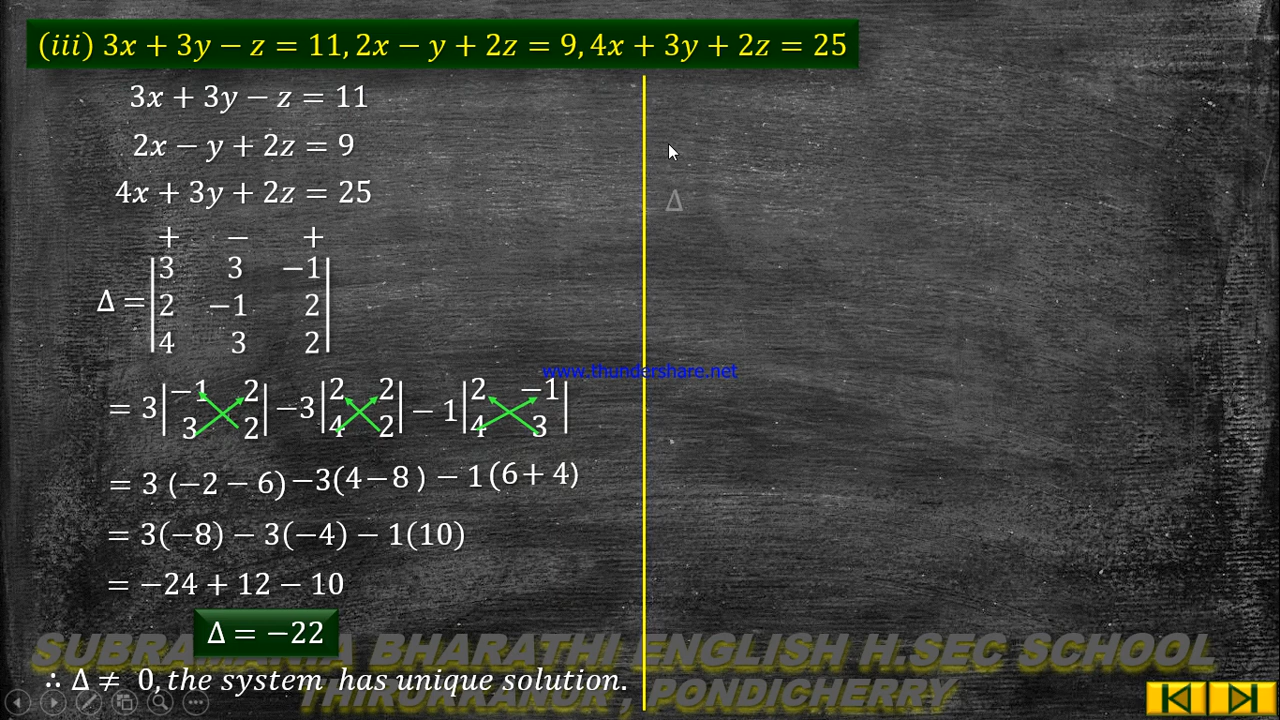 (iii) 3x + 3y − z = 11, 2x − y + 2z = 9, 4x + 3y + 2z = 25
3x + 3y − z = 11
2x − y + 2z = 9
4x + 3y + 2z = 25
+ − +
3 3 −1
Δ = 2 −1 2
4 3 2
= 3 |−1 2| −3 |2 2| − 1 |2 −1|
|3 2| |4 2| |4 3|
= 3 (−2 − 6) −3(4−8 ) − 1 (6+ 4)
= 3(−8) − 3(−4) − 1(10)
= −24 + 12 − 10
Δ = −22
∴ Δ ≠ 0, the system has unique solution.
Δ
www.thundershare.net
SUBRAMANIA BHARATHI ENGLISH H.SEC SCHOOL
THIRUKKANUR , PONDICHERRY